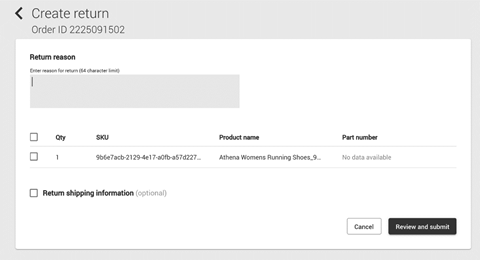 Create return
Order ID 2225091502
Return reason
Enter reason for return (64 character limit)
Qty SKU Product name Part number
1 9b6e7acb-2129-4e17-a0fb-a57d227... Athena Womens Running Shoes_9... No data available
Return shipping information (optional)
Cancel Review and submit